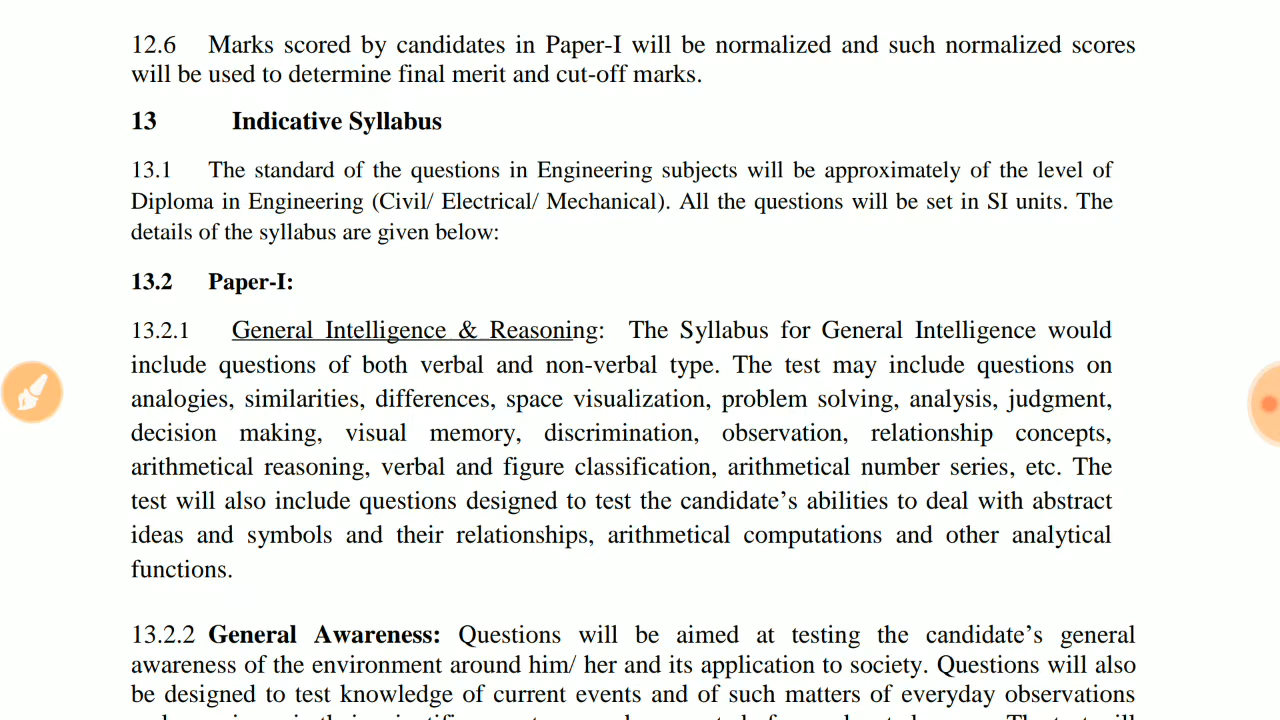 12.6 Marks scored by candidates in Paper-I will be normalized and such normalized scores
will be used to determine final merit and cut-off marks.
13 Indicative Syllabus
13.1 The standard of the questions in Engineering subjects will be approximately of the level of
Diploma in Engineering (Civil/ Electrical/ Mechanical). All the questions will be set in SI units. The
details of the syllabus are given below:
13.2 Paper-I:
13.2.1 General Intelligence & Reasoning: The Syllabus for General Intelligence would
include questions of both verbal and non-verbal type. The test may include questions on
analogies, similarities, differences, space visualization, problem solving, analysis, judgment,
decision making, visual memory, discrimination, observation, relationship concepts,
arithmetical reasoning, verbal and figure classification, arithmetical number series, etc. The
test will also include questions designed to test the candidate’s abilities to deal with abstract
ideas and symbols and their relationships, arithmetical computations and other analytical
functions.
13.2.2 General Awareness: Questions will be aimed at testing the candidate’s general
awareness of the environment around him/ her and its application to society. Questions will also
be designed to test knowledge of current events and of such matters of everyday observations